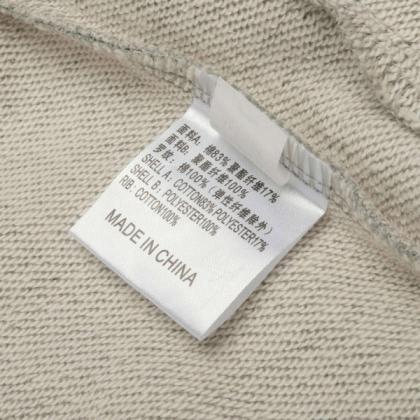 面料A: 棉83% 聚酯纤维17%
面料B: 聚酯纤维100%
罗纹: 棉100% (弹性纤维除外)
SHELL A: COTTON83%POLYESTER17%
SHELL B: POLYESTER100%
RIB: COTTON100%
MADE IN CHINA